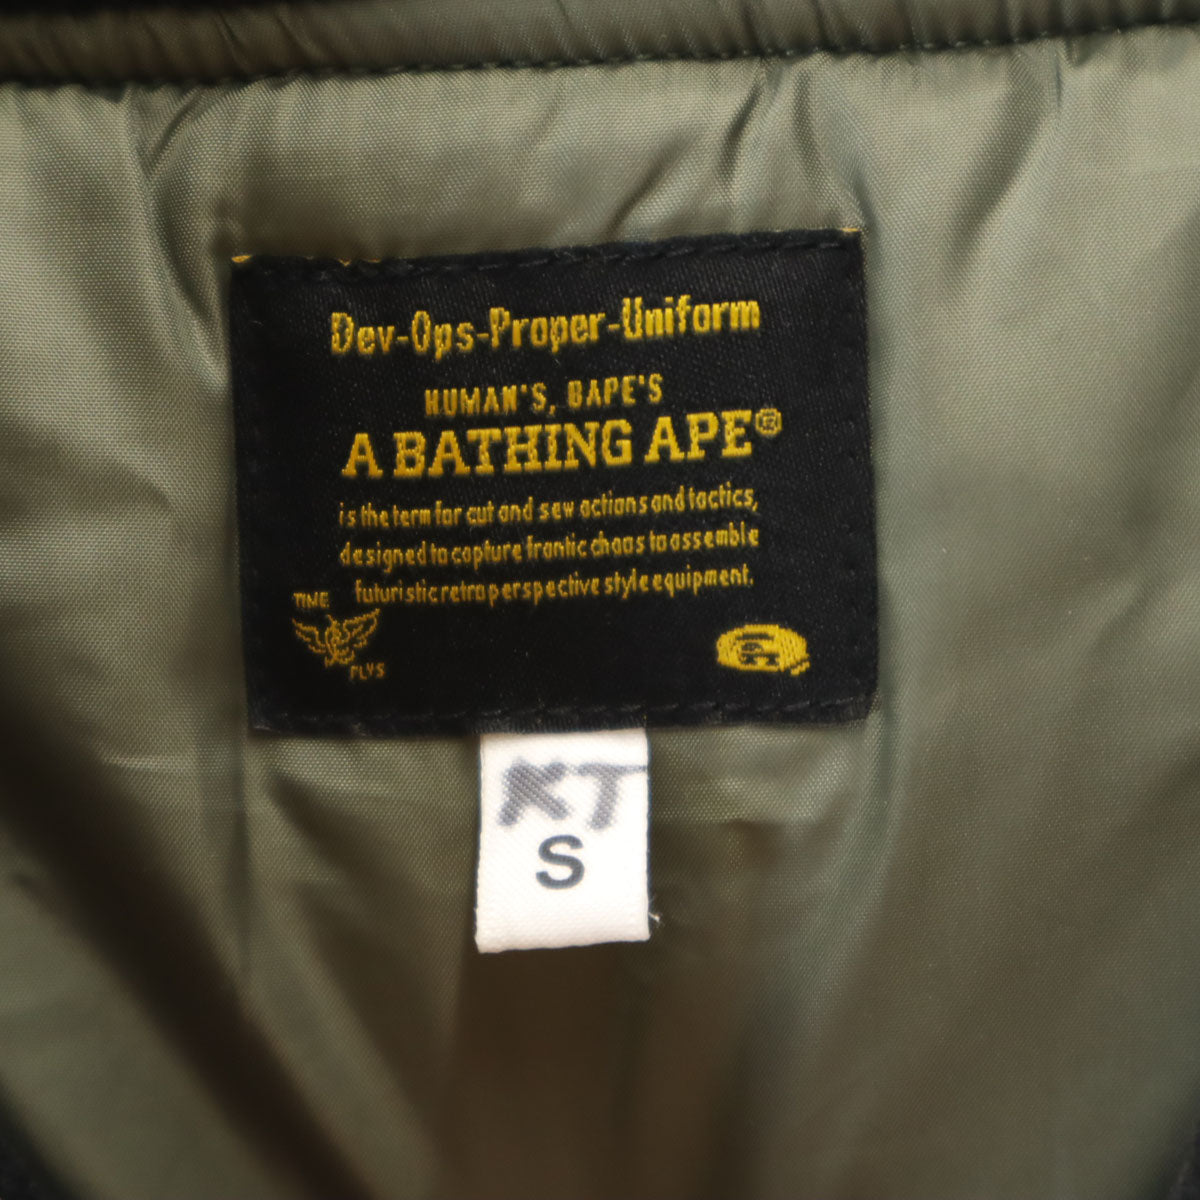 Dev-Ops-Proper-Uniform
HUMAN'S, BAPE'S
A BATHING APE®
is the term for cut and sew actions and tactics,
designed to capture frantic chaos to assemble
futuristic retro perspective style equipment.
TIME
FLYS
KT
S